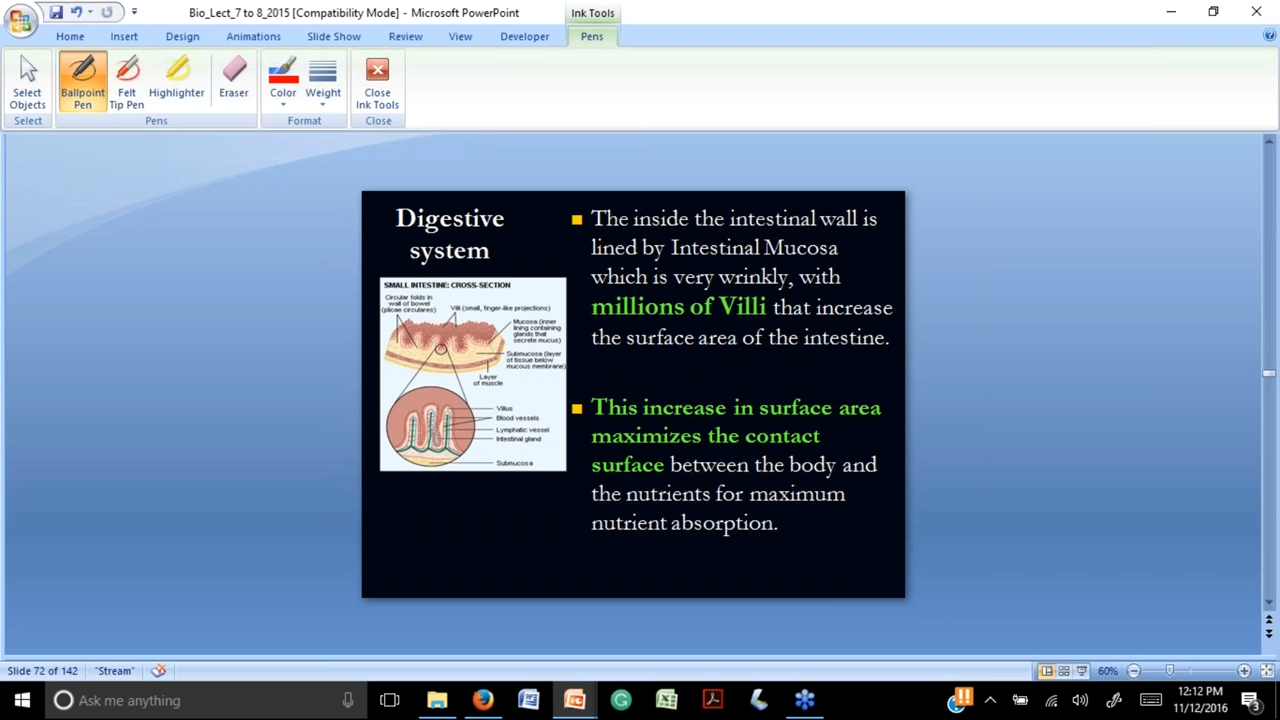 Bio_Lect_7 to 8_2015 [Compatibility Mode] - Microsoft PowerPoint
Ink Tools
Home Insert Design Animations Slide Show Review View Developer Pens
Select Objects
Ballpoint Pen
Felt Tip Pen
Highlighter
Eraser
Color
Weight
Close Ink Tools
Select
Pens
Format
Close
Digestive
system
SMALL INTESTINE: CROSS-SECTION
Circular folds in
wall of bowel
(plicae circulares)
Villi (small, finger-like projections)
Mucosa (inner
lining containing
glands that
secrete mucus)
Submucosa (layer
of tissue below
mucous membrane)
Layer
of muscle
Villus
Blood vessels
Lymphatic vessel
Intestinal gland
Submucosa
The inside the intestinal wall is
lined by Intestinal Mucosa
which is very wrinkly, with
millions of Villi that increase
the surface area of the intestine.
This increase in surface area
maximizes the contact
surface between the body and
the nutrients for maximum
nutrient absorption.
Slide 72 of 142
"Stream"
60%
Ask me anything
12:12 PM
11/12/2016
3